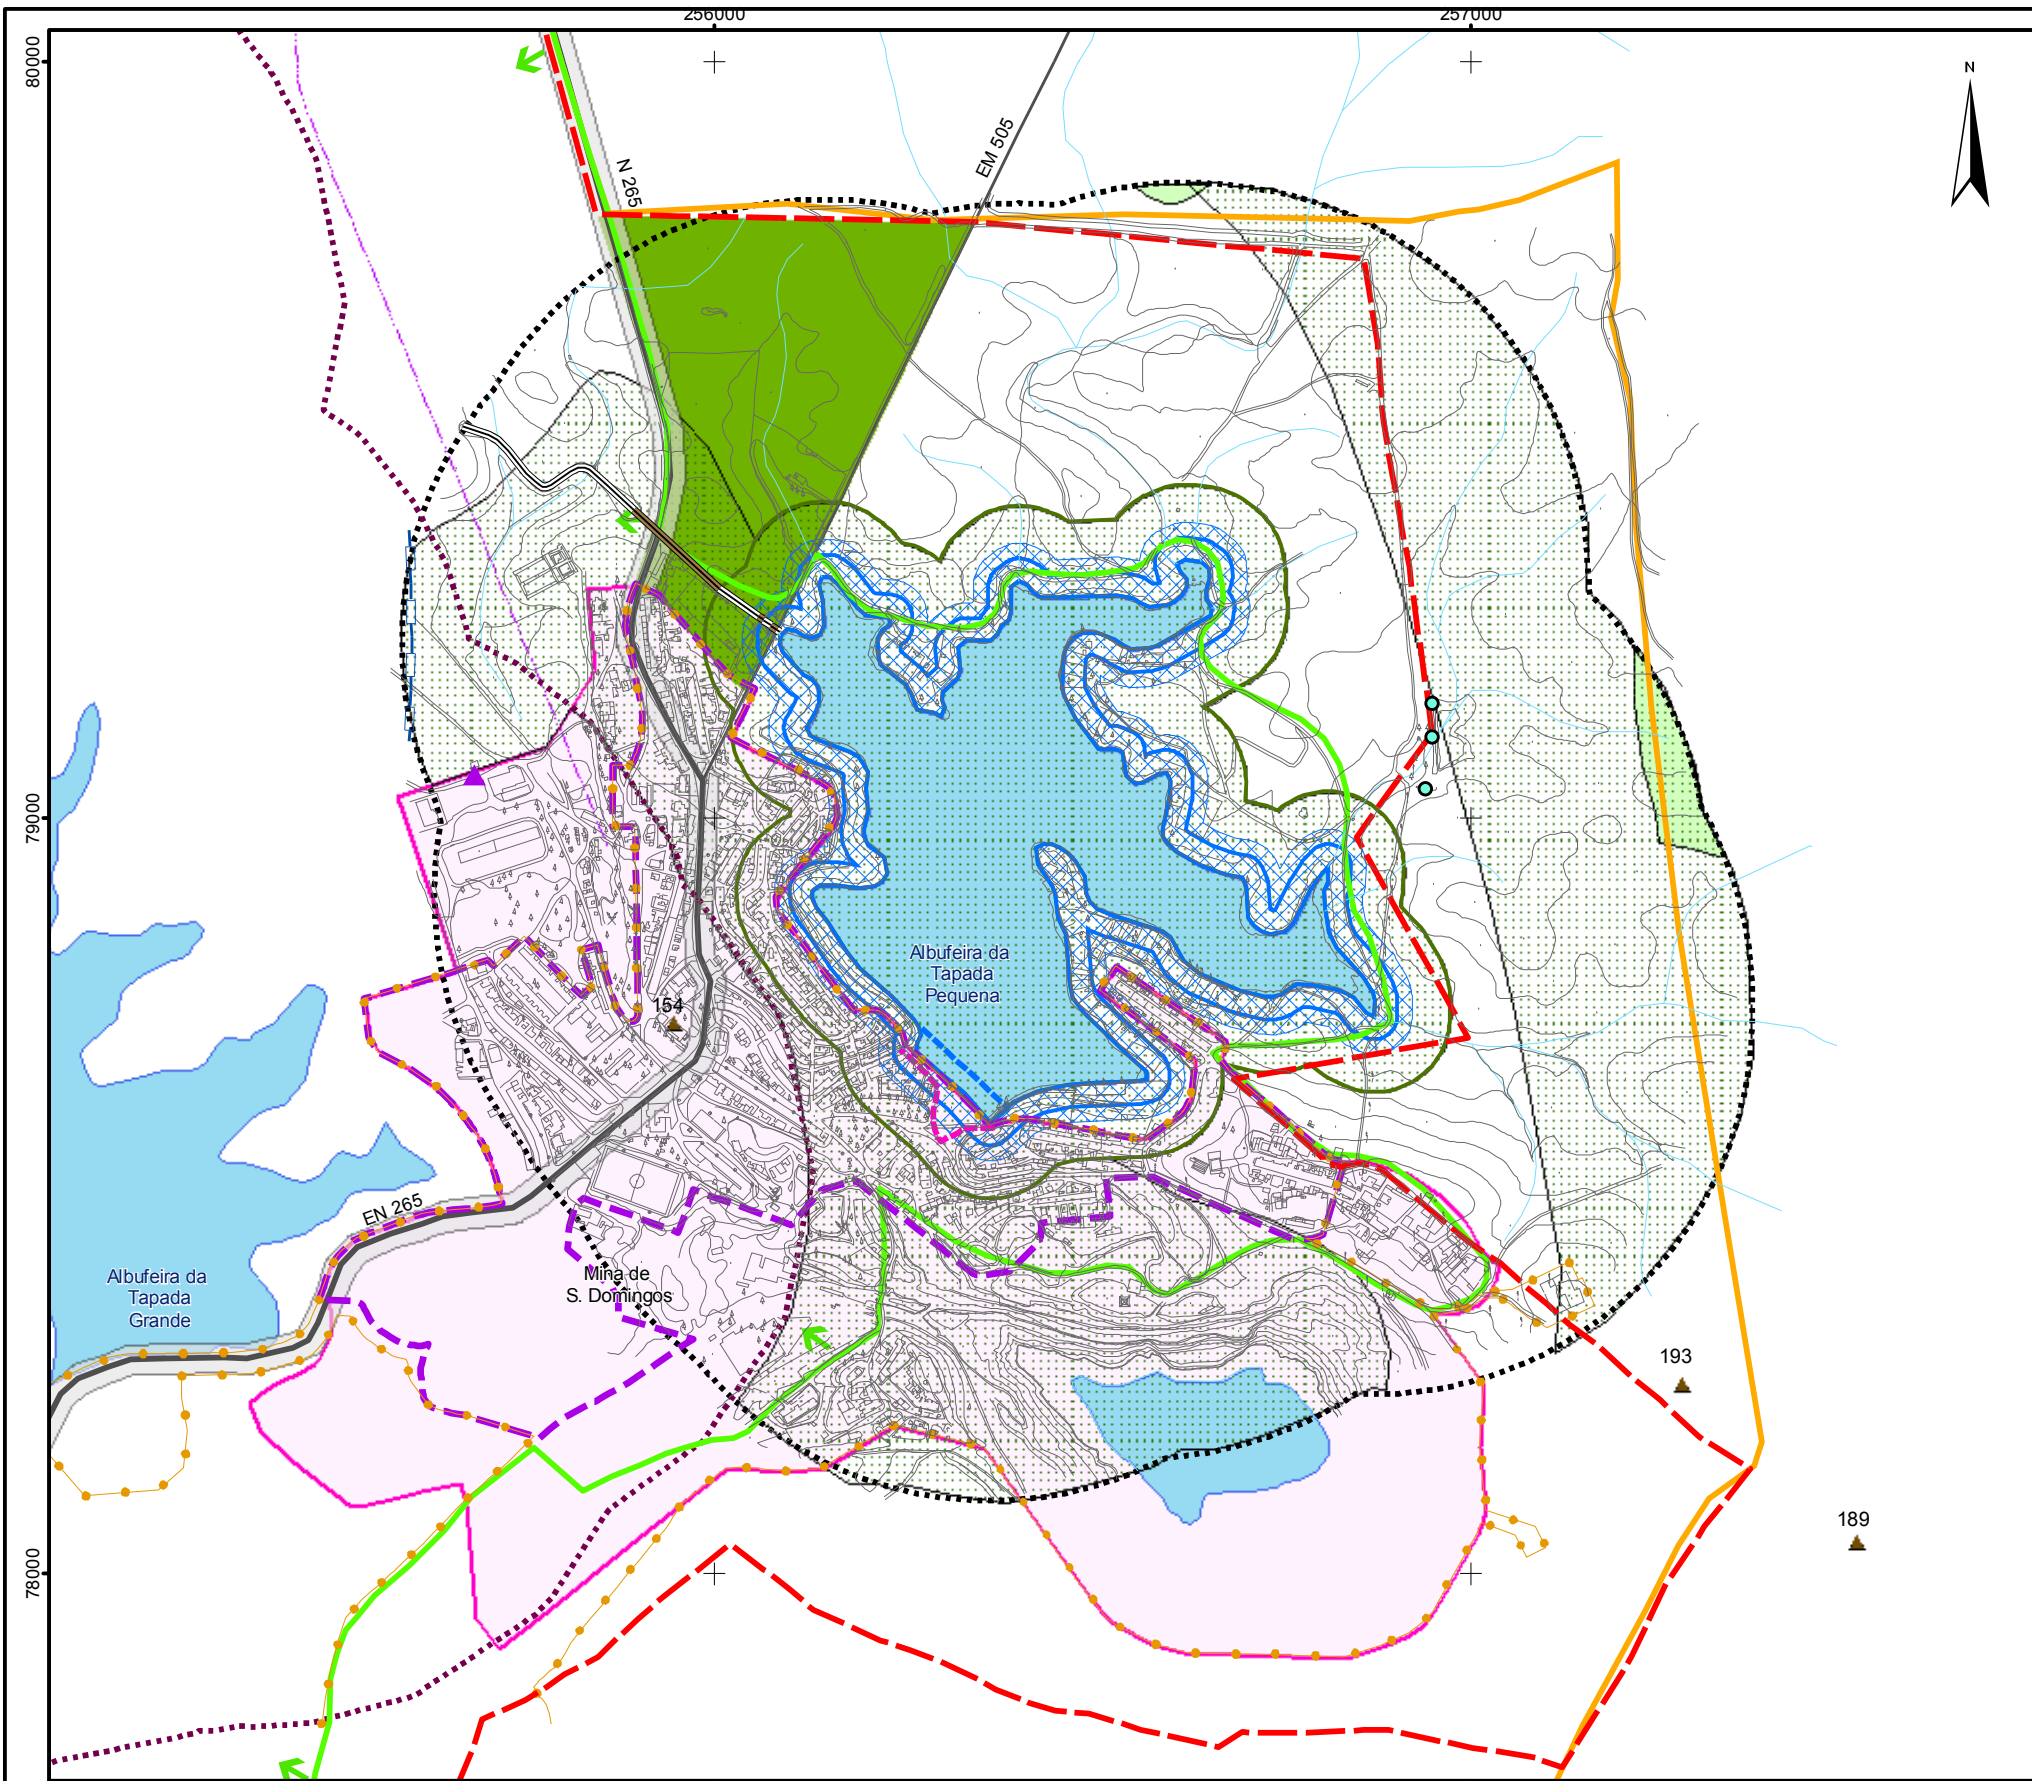 256000
257000
80000
N
EM 505
N 265
79000
Albufeira da
Tapada
Pequena
154
EN 265
Albufeira da
Tapada
Grande
Mina de
S. Domingos
193
189
78000